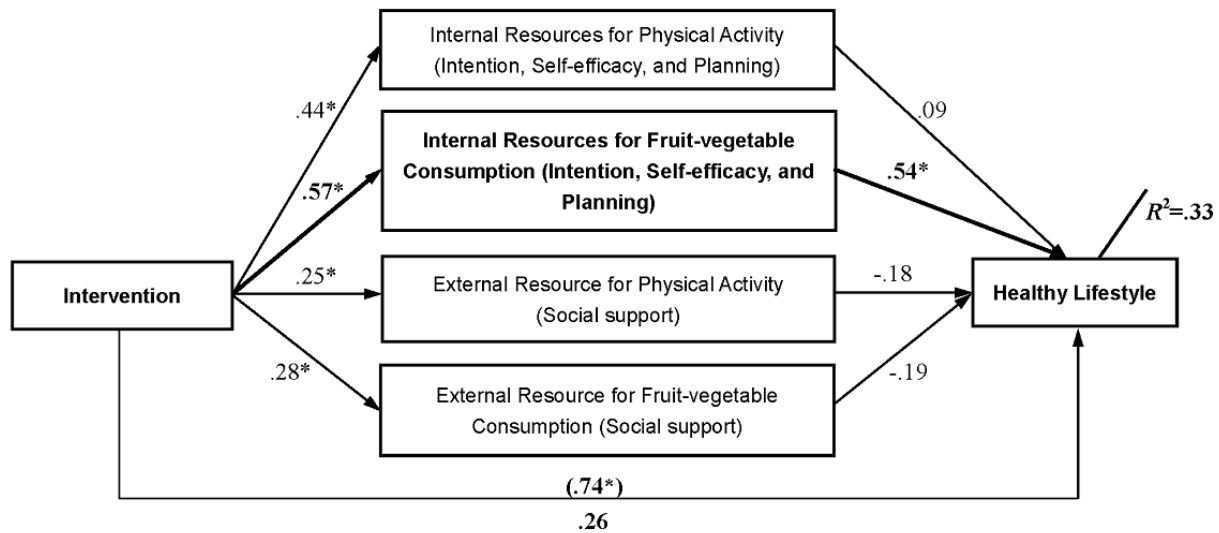 Internal Resources for Physical Activity
(Intention, Self-efficacy, and Planning)
.44*
.09
Internal Resources for Fruit-vegetable
Consumption (Intention, Self-efficacy, and
Planning)
.57*
.54*
R²=.33
Intervention
.25*
External Resource for Physical Activity
(Social support)
-.18
Healthy Lifestyle
.28*
External Resource for Fruit-vegetable
Consumption (Social support)
-.19
(.74*)
.26